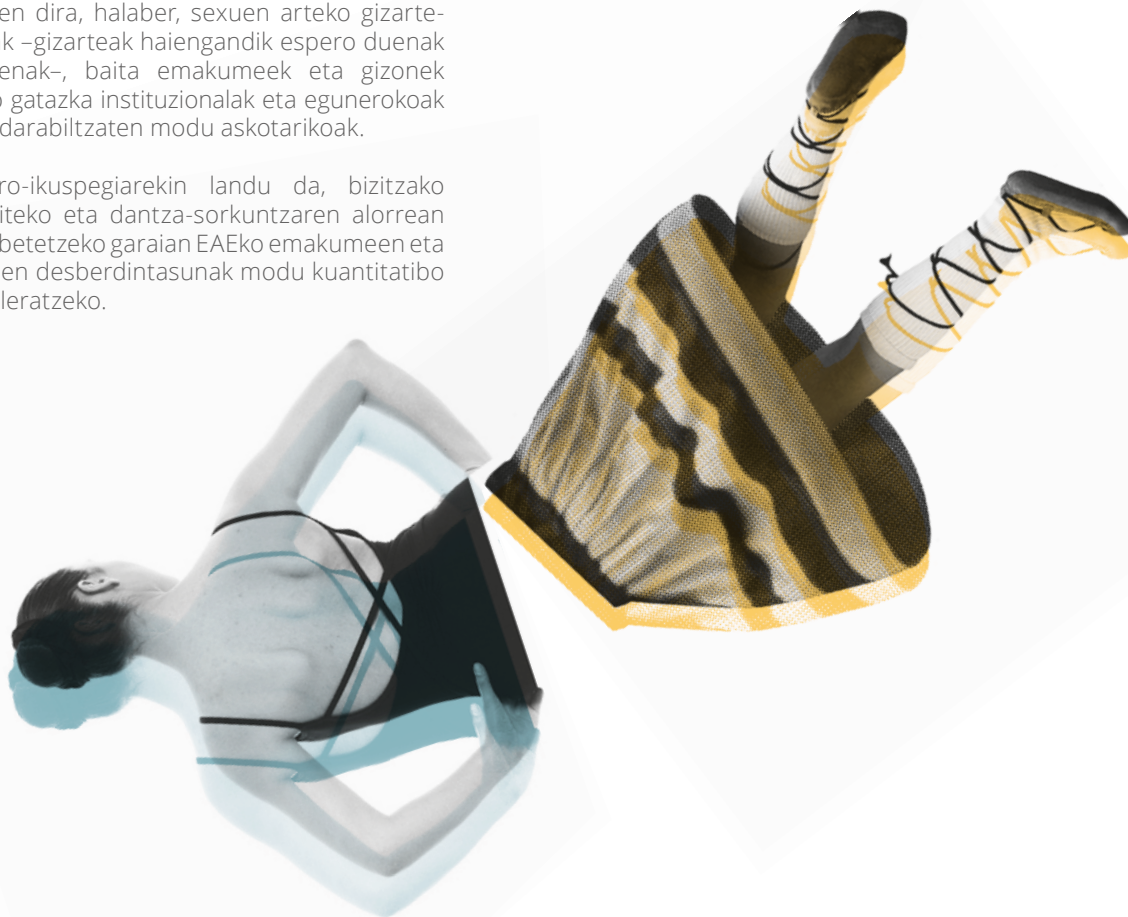 en dira, halaber, sexuen arteko gizarte-
k –gizarteak haiengandik espero duenak
enak–, baita emakumeek eta gizonek
o gatazka instituzionalak eta egunerokoak
darabiltzaten modu askotarikoak.
ro-ikuspegiarekin landu da, bizitzako
iteko eta dantza-sorkuntzaren alorrean
betetzeko garaian EAEko emakumeen eta
en desberdintasunak modu kuantitatibo
leratzeko.